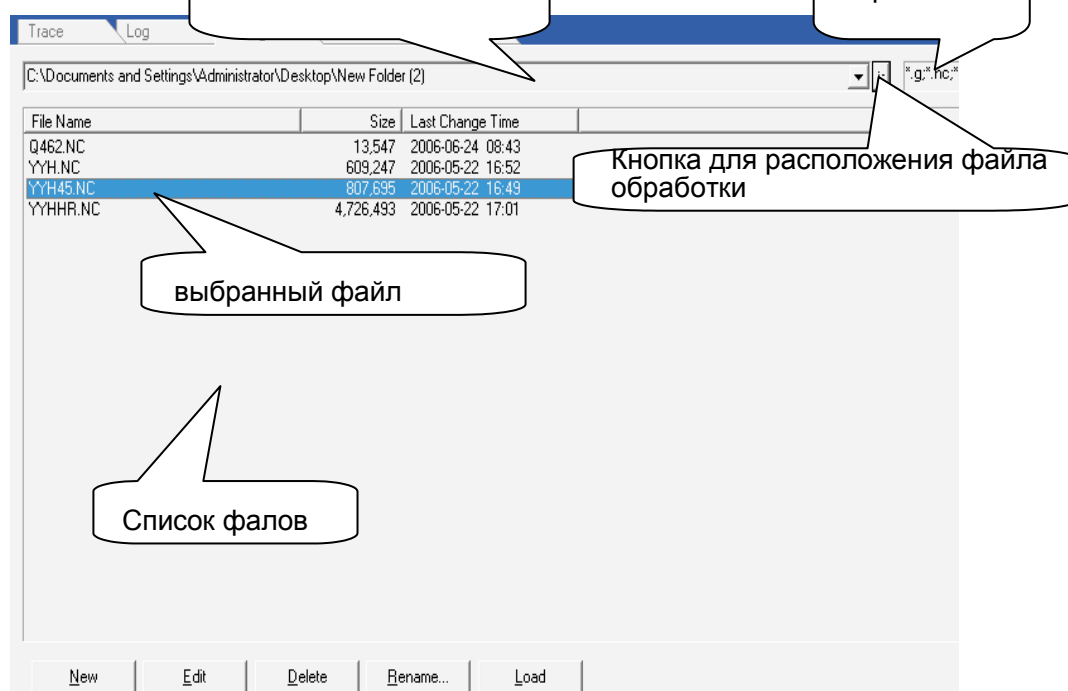 Trace Log
C:\Documents and Settings\Administrator\Desktop\New Folder (2) *.g;*.nc;*
File Name Size Last Change Time
Q462.NC 13,547 2006-06-24 08:43
YYH.NC 609,247 2006-05-22 16:52
YYH45.NC 807,695 2006-05-22 16:49
YYHHR.NC 4,726,493 2006-05-22 17:01
Кнопка для расположения файла
обработки
выбранный файл
Список фалов
New Edit Delete Rename... Load